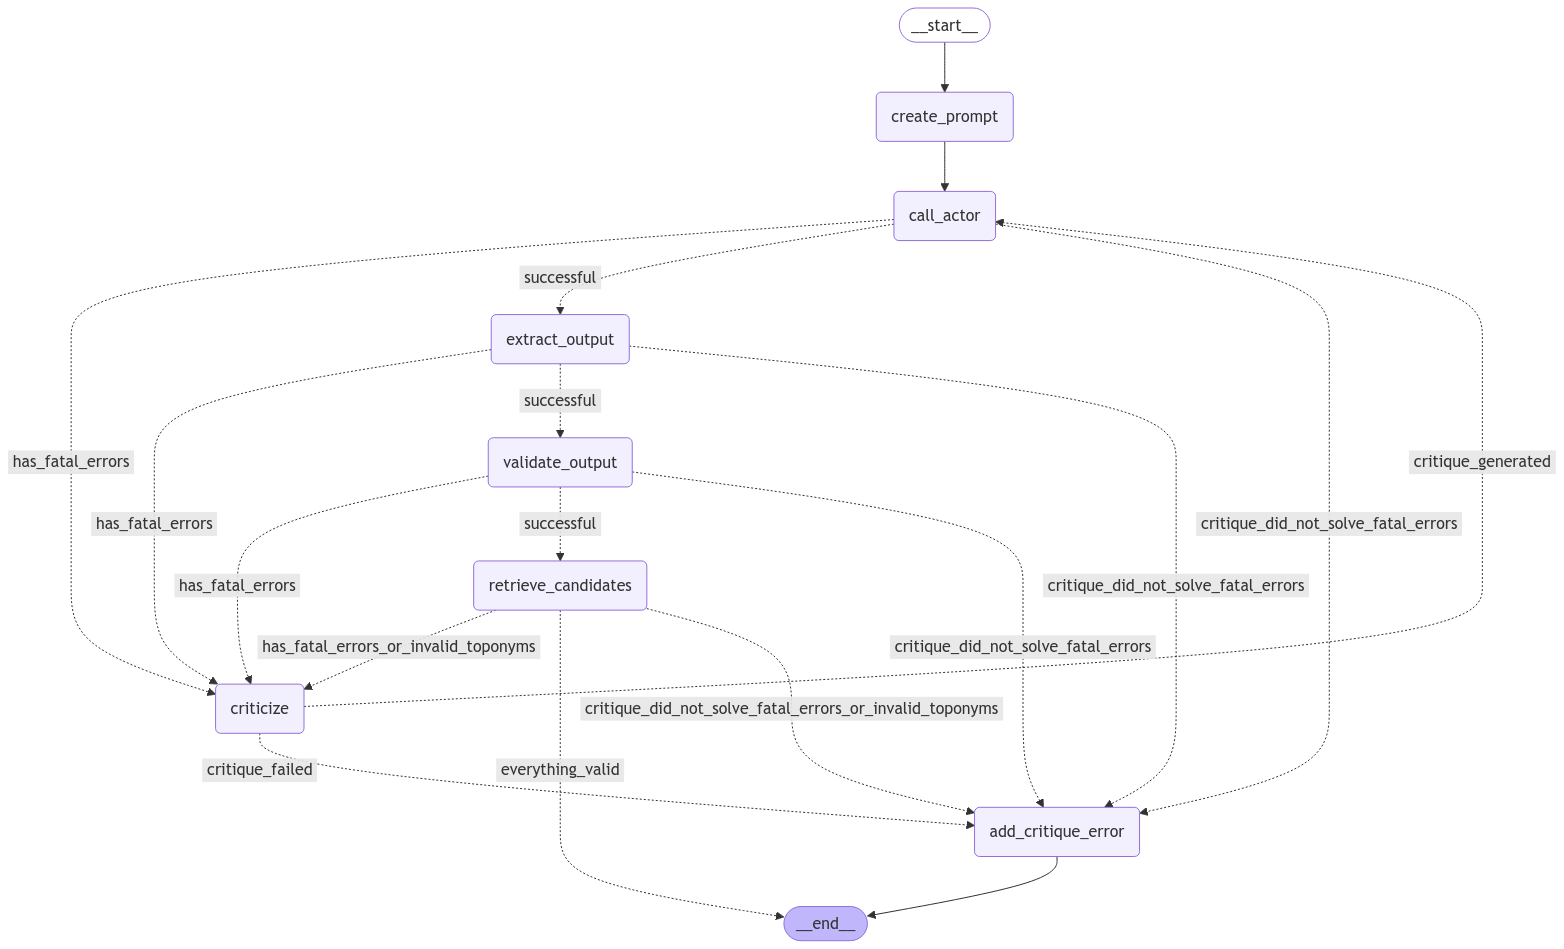 __start__
create_prompt
call_actor
successful
extract_output
successful
has_fatal_errors
validate_output
critique_generated
has_fatal_errors
successful
critique_did_not_solve_fatal_errors
has_fatal_errors
retrieve_candidates
critique_did_not_solve_fatal_errors
has_fatal_errors_or_invalid_toponyms
critique_did_not_solve_fatal_errors
criticize
critique_did_not_solve_fatal_errors_or_invalid_toponyms
critique_failed
everything_valid
add_critique_error
__end__